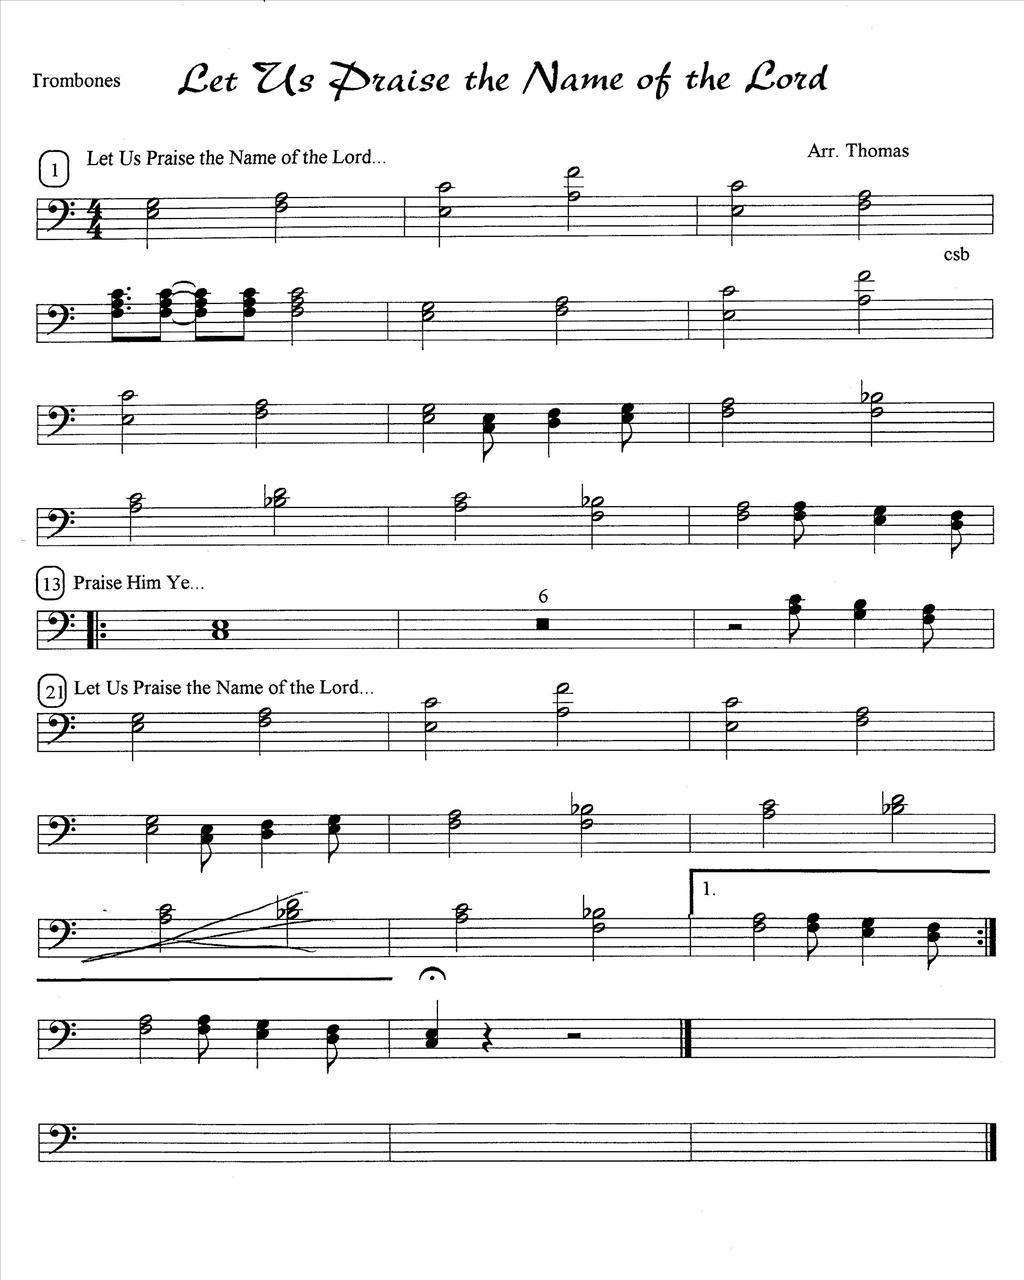 Trombones
Let Us Praise the Name of the Lord
1 Let Us Praise the Name of the Lord...
Arr. Thomas
4
4
csb
13 Praise Him Ye...
6
21 Let Us Praise the Name of the Lord...
1.